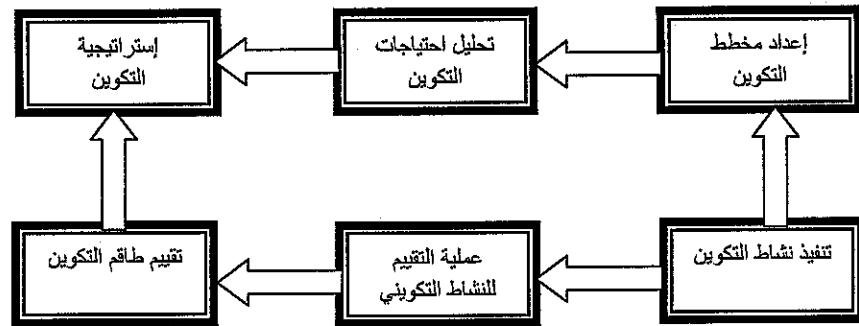 إعداد مخطط
التكوين
تحليل احتياجات
التكوين
إستراتيجية
التكوين
تنفيذ نشاط التكوين
عملية التقييم
للنشاط التكويني
تقييم طاقم التكوين